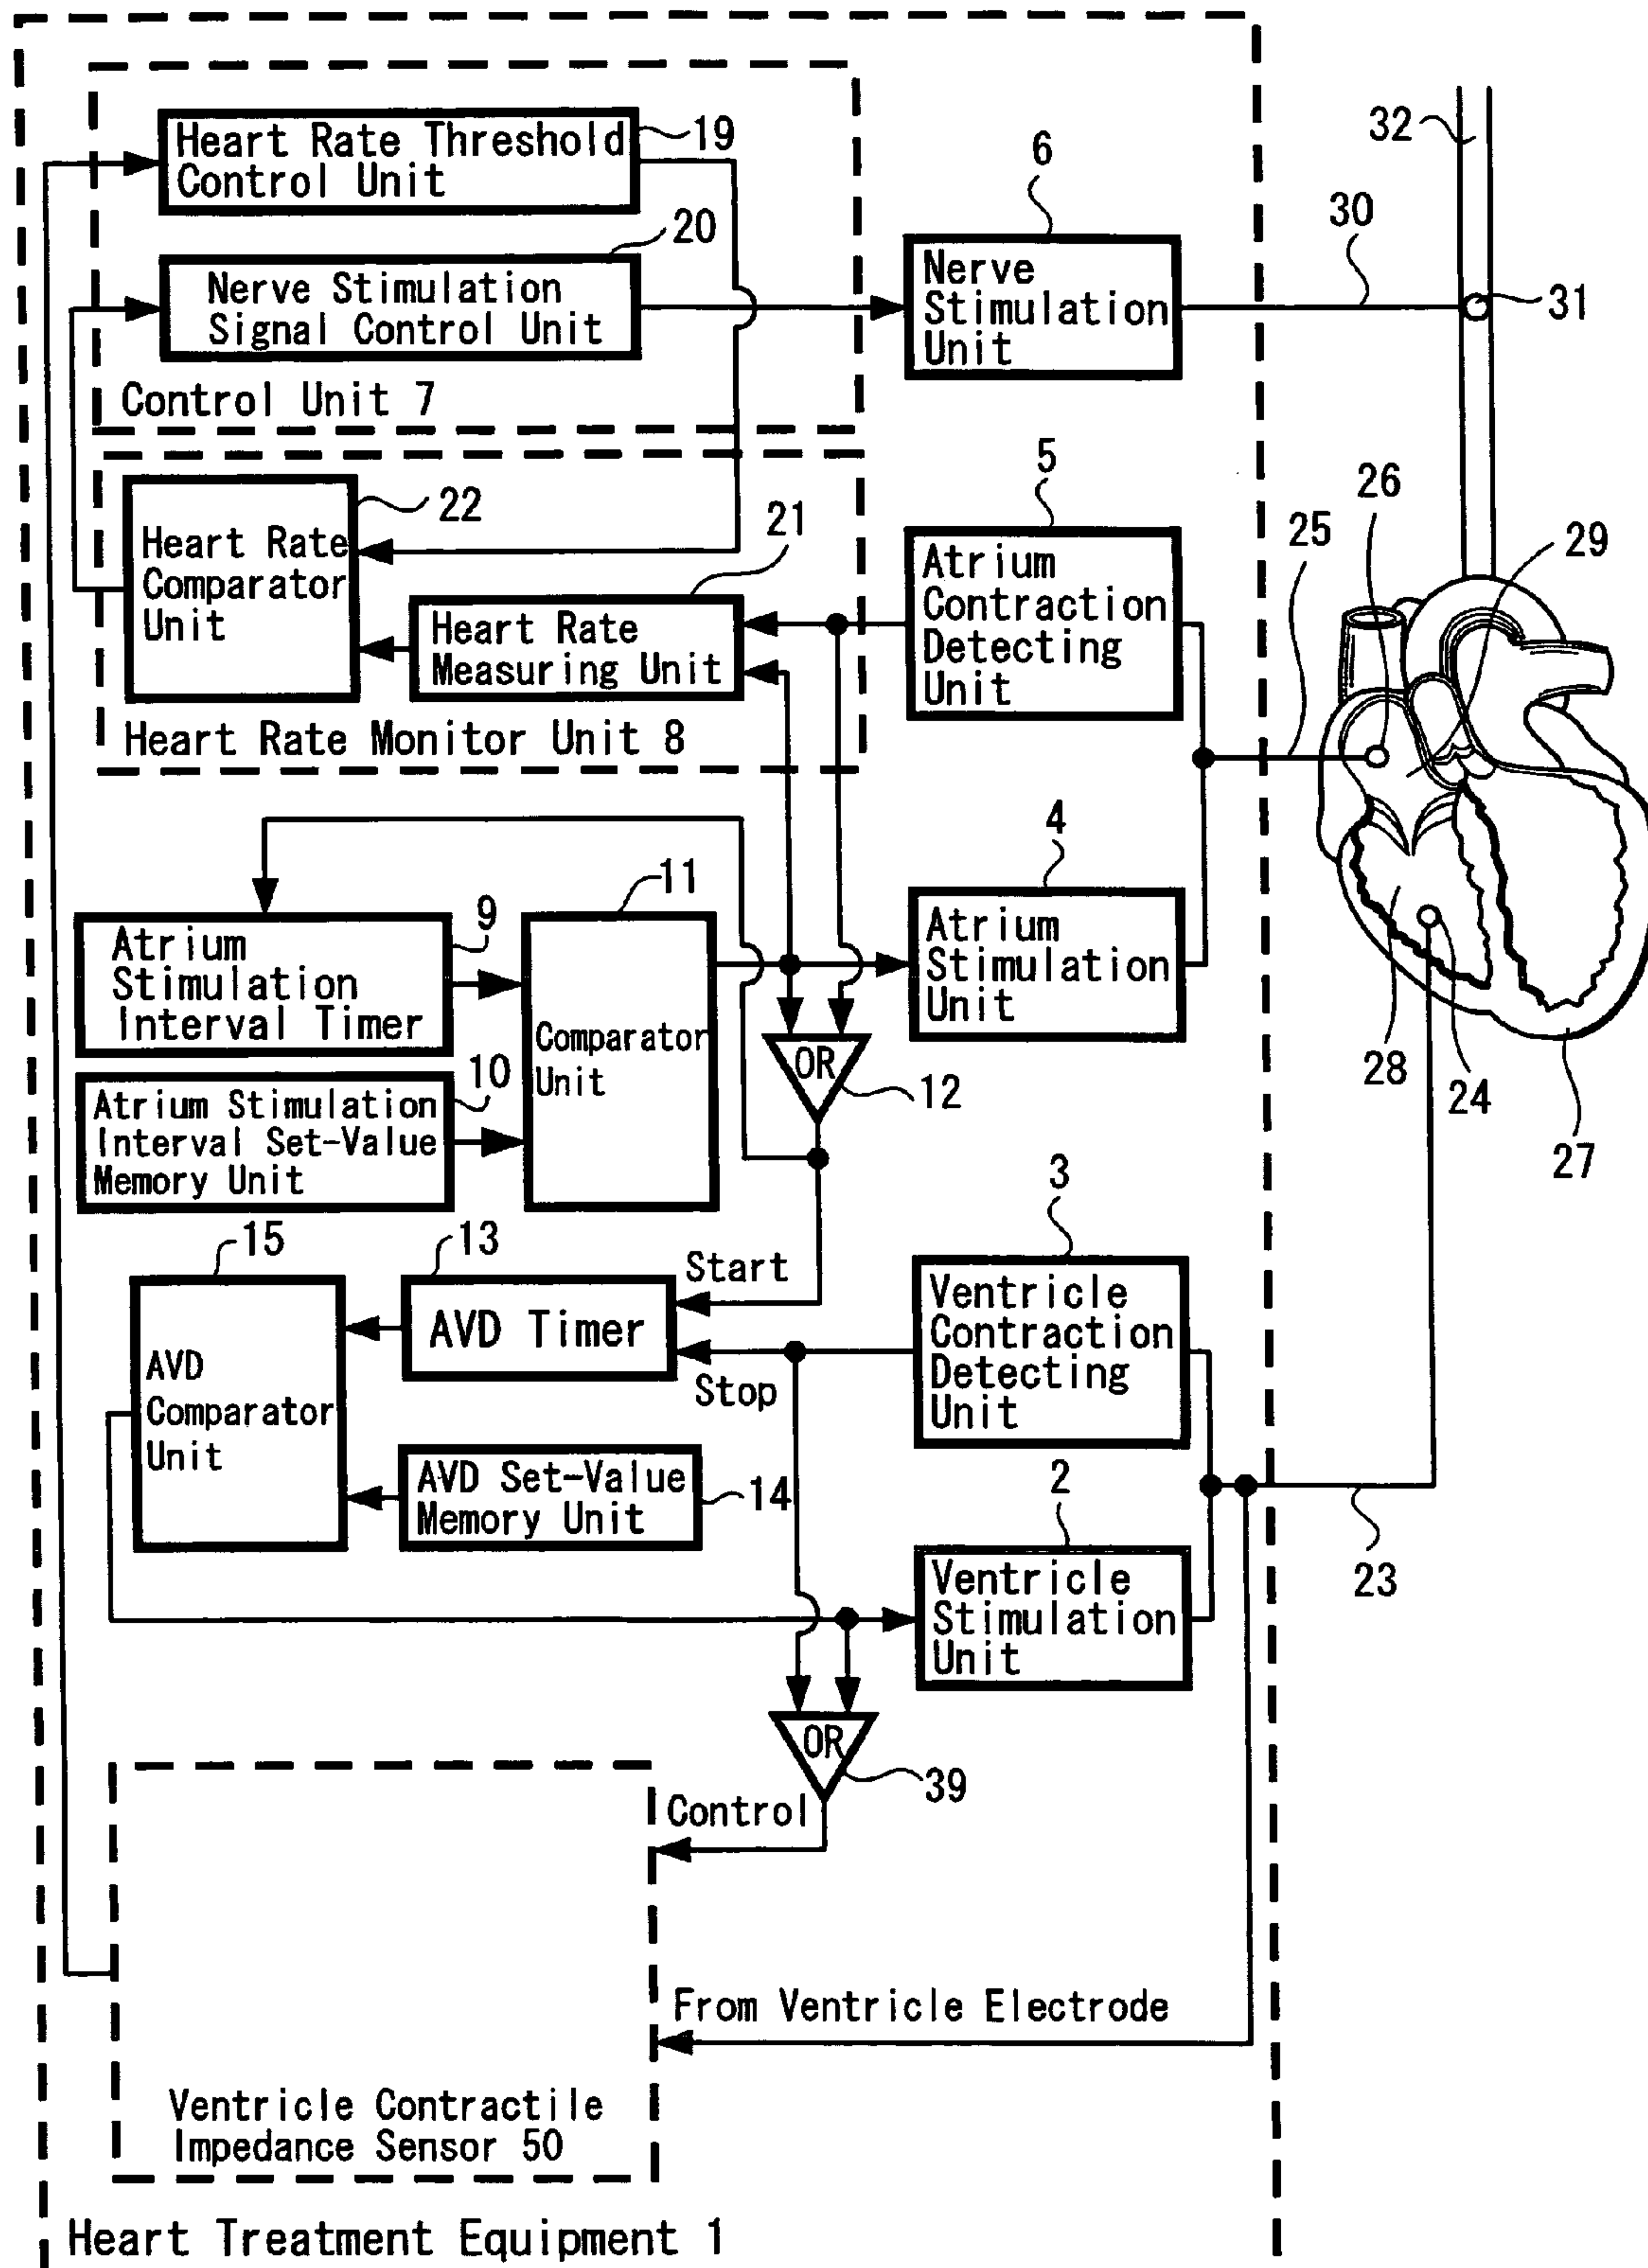 Heart Rate Threshold
Control Unit
19
Nerve Stimulation
Signal Control Unit
20
Control Unit 7
6
Nerve
Stimulation
Unit
32
30
31
Heart Rate
Comparator
Unit
22
21
Heart Rate
Measuring Unit
Heart Rate Monitor Unit 8
5
Atrium
Contraction
Detecting
Unit
25
26
29
4
Atrium
Stimulation
Unit
9
Atrium
Stimulation
Interval Timer
10
Atrium Stimulation
Interval Set-Value
Memory Unit
11
Comparator
Unit
OR
12
28
24
27
15
AVD
Comparator
Unit
13
AVD Timer
Start
Stop
AVD Set-Value
Memory Unit
14
3
Ventricle
Contraction
Detecting
Unit
2
Ventricle
Stimulation
Unit
23
OR
39
Control
From Ventricle Electrode
Ventricle Contractile
Impedance Sensor 50
Heart Treatment Equipment 1